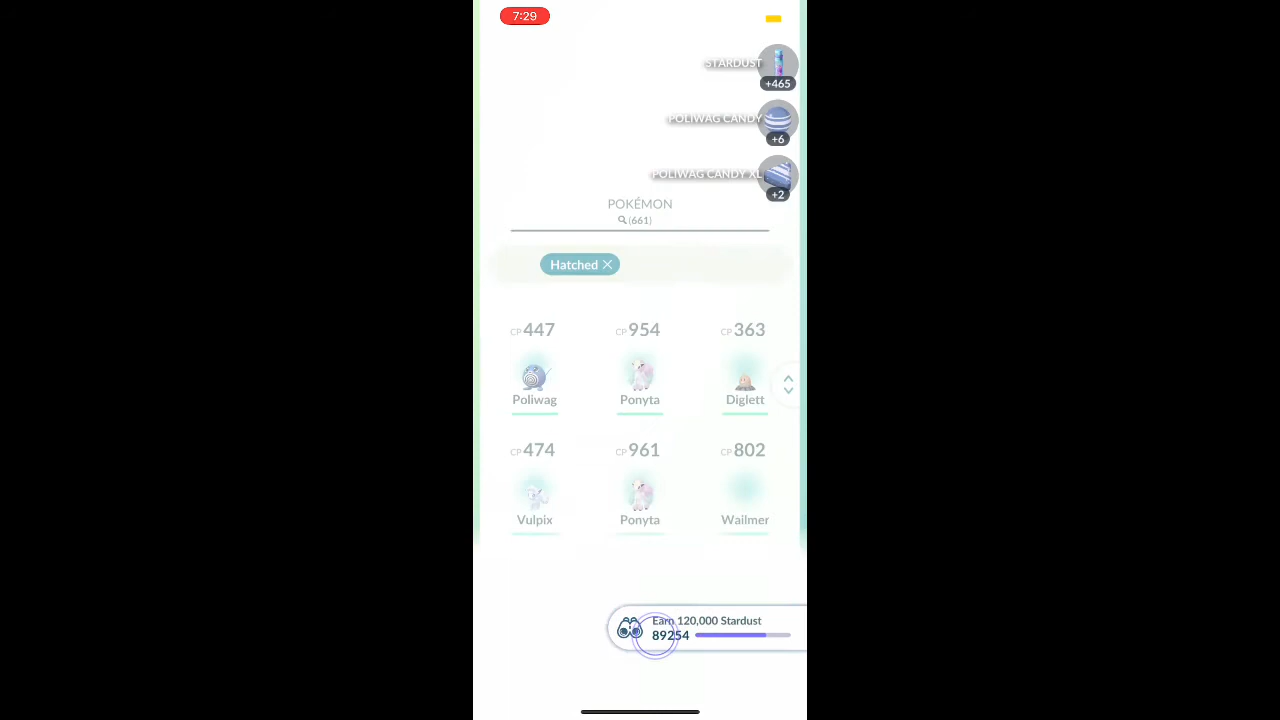 7:29
STARDUST
+465
POLIWAG CANDY
+6
POLIWAG CANDY XL
+2
POKÉMON
(661)
Hatched
CP447 CP954 CP363
Poliwag Ponyta Diglett
CP474 CP961 CP802
Vulpix Ponyta Wailmer
Earn 120,000 Stardust
89254